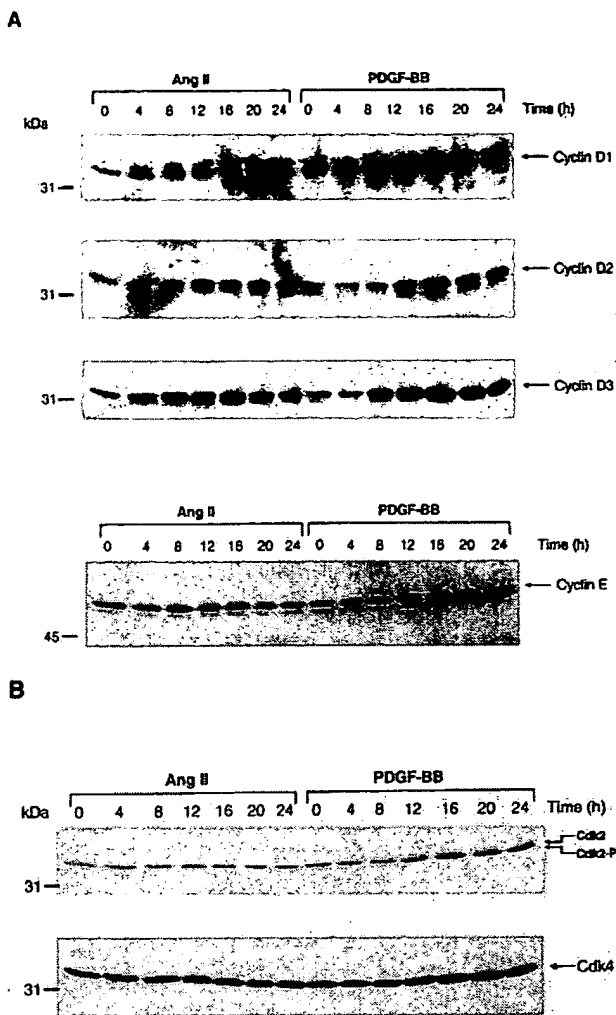 A
Ang II PDGF-BB
0 4 8 12 16 20 24 0 4 8 12 16 20 24 Time (h)
kDa
Cyclin D1
31
Cyclin D2
31
Cyclin D3
31
Ang II PDGF-BB
0 4 8 12 16 20 24 0 4 8 12 16 20 24 Time (h)
Cyclin E
45
B
Ang II PDGF-BB
kDa 0 4 8 12 16 20 24 0 4 8 12 16 20 24 Time (h)
Cdk2
Cdk2-P
31
Cdk4
31